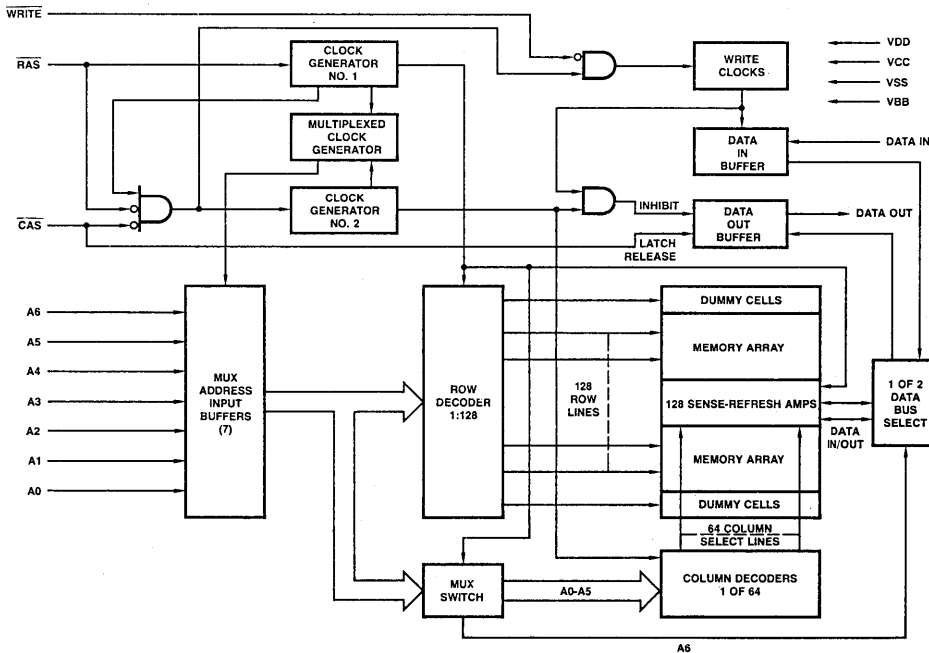 WRITE
RAS
CAS
CLOCK
GENERATOR
NO. 1
MULTIPLEXED
CLOCK
GENERATOR
CLOCK
GENERATOR
NO. 2
WRITE
CLOCKS
VDD
VCC
VSS
VBB
DATA
IN
BUFFER
DATA IN
INHIBIT
DATA
OUT
BUFFER
DATA OUT
LATCH
RELEASE
A6
A5
A4
A3
A2
A1
A0
MUX
ADDRESS
INPUT
BUFFERS
(7)
ROW
DECODER
1:128
128
ROW
LINES
DUMMY CELLS
MEMORY ARRAY
128 SENSE-REFRESH AMPS
MEMORY ARRAY
DUMMY CELLS
DATA
IN/OUT
1 OF 2
DATA
BUS
SELECT
64 COLUMN
SELECT LINES
MUX
SWITCH
A0-A5
COLUMN DECODERS
1 OF 64
A6